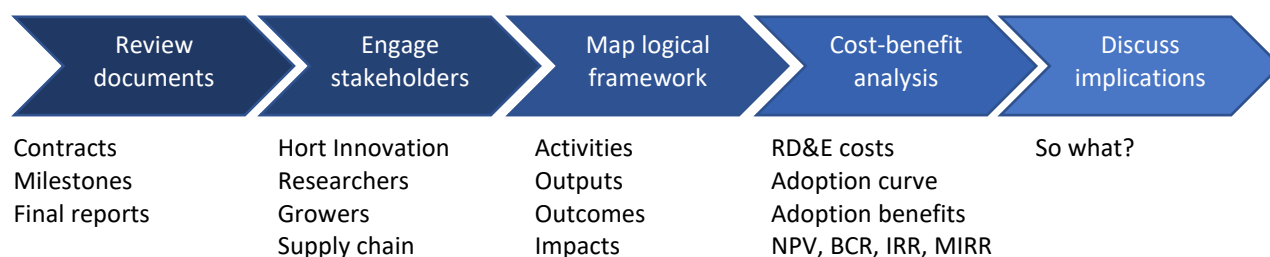 Review
documents
Engage
stakeholders
Map logical
framework
Cost-benefit
analysis
Discuss
implications
Contracts
Milestones
Final reports
Hort Innovation
Researchers
Growers
Supply chain
Activities
Outputs
Outcomes
Impacts
RD&E costs
Adoption curve
Adoption benefits
NPV, BCR, IRR, MIRR
So what?